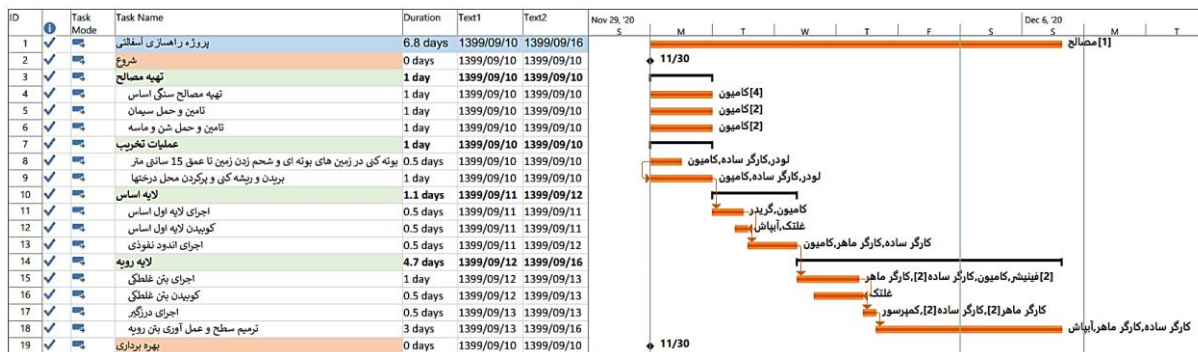 ID Task Mode Task Name Duration Text1 Text2 Nov 29, '20 Dec 6, '20
S M T W T F S S M T
1 پروژه راهسازی آسفالتی 6.8 days 1399/09/10 1399/09/16 مصالح[1]
2 شروع 0 days 1399/09/10 1399/09/10 11/30
3 تهیه مصالح 1 day 1399/09/10 1399/09/10
4 تهیه مصالح سنگی اساس 1 day 1399/09/10 1399/09/10 کامیون[4]
5 تامین و حمل سیمان 1 day 1399/09/10 1399/09/10 کامیون[2]
6 تامین و حمل شن و ماسه 1 day 1399/09/10 1399/09/10 کامیون[2]
7 عملیات تخریب 1 day 1399/09/10 1399/09/10
8 بوته کنی در زمین های بوته ای و شخم زدن زمین تا عمق 15 سانتی متر 0.5 days 1399/09/10 1399/09/10 لودر,کارگر ساده,کامیون
9 بریدن و ریشه کنی و پرکردن محل درختها 1 day 1399/09/10 1399/09/10 لودر,کارگر ساده,کامیون
10 لایه اساس 1.1 days 1399/09/11 1399/09/12
11 اجرای لایه اول اساس 0.5 days 1399/09/11 1399/09/11 کامیون,گریدر
12 کوبیدن لایه اول اساس 0.5 days 1399/09/11 1399/09/11 غلتک,آبپاش
13 اجرای اندود نفوذی 0.5 days 1399/09/11 1399/09/12 کارگر ساده,کارگر ماهر,کامیون
14 لایه رویه 4.7 days 1399/09/12 1399/09/16
15 اجرای بتن غلطکی 1 day 1399/09/12 1399/09/13 فینیشر,کامیون,کارگر ساده[2],کارگر ماهر[2]
16 کوبیدن بتن غلطکی 0.5 days 1399/09/12 1399/09/13 غلتک
17 اجرای درزگیر 0.5 days 1399/09/13 1399/09/13 کارگر ماهر[2],کارگر ساده[2],کمپرسور
18 ترمیم سطح و عمل آوری بتن رویه 3 days 1399/09/13 1399/09/16 کارگر ساده,کارگر ماهر,آبپاش
19 بهره برداری 0 days 1399/09/10 1399/09/10 11/30